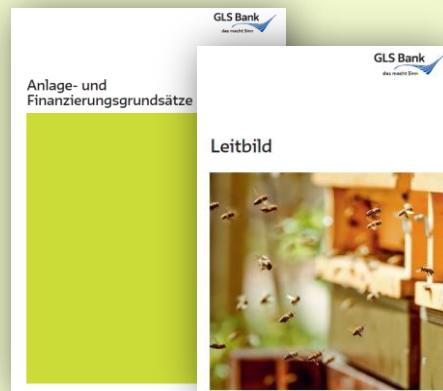 GLS Bank
das macht Sinn
Anlage- und
Finanzierungsgrundsätze
GLS Bank
das macht Sinn
Leitbild